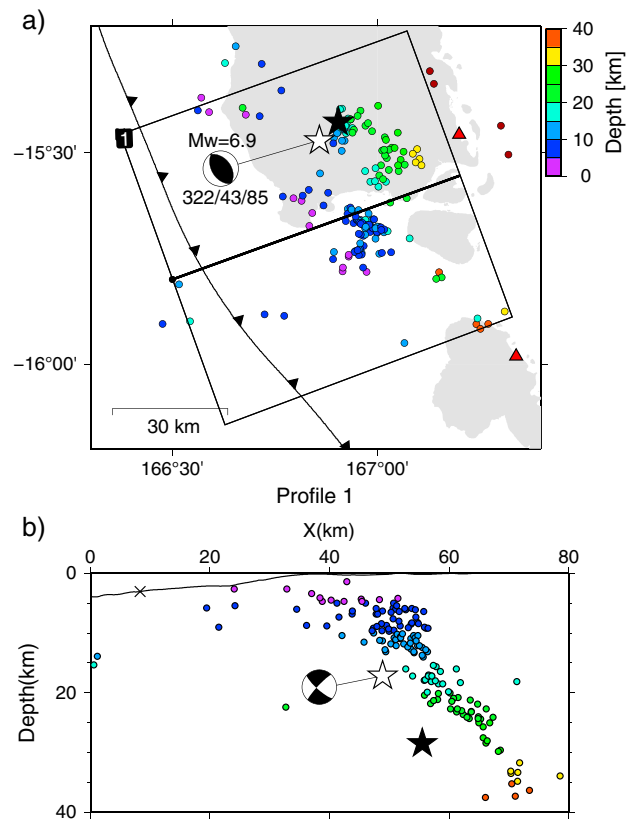 a)
1
Mw=6.9
322/43/85
−15°30'
−16°00'
30 km
166°30'
167°00'
40
30
20
10
0
Depth [km]
Profile 1
b)
X(km)
0
20
40
60
80
0
20
40
Depth(km)